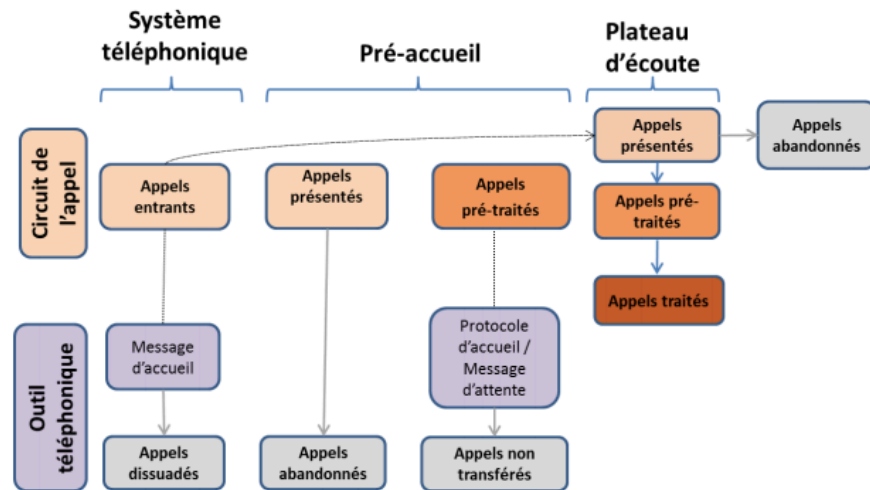 Système
téléphonique
Pré-accueil
Plateau
d'écoute
Circuit de
l'appel
Appels
entrants
Appels
présentés
Appels
pré-traités
Appels
présentés
Appels
abandonnés
Appels pré-
traités
Appels traités
Outil
téléphonique
Message
d'accueil
Protocole
d'accueil /
Message
d'attente
Appels
dissuadés
Appels
abandonnés
Appels non
transférés